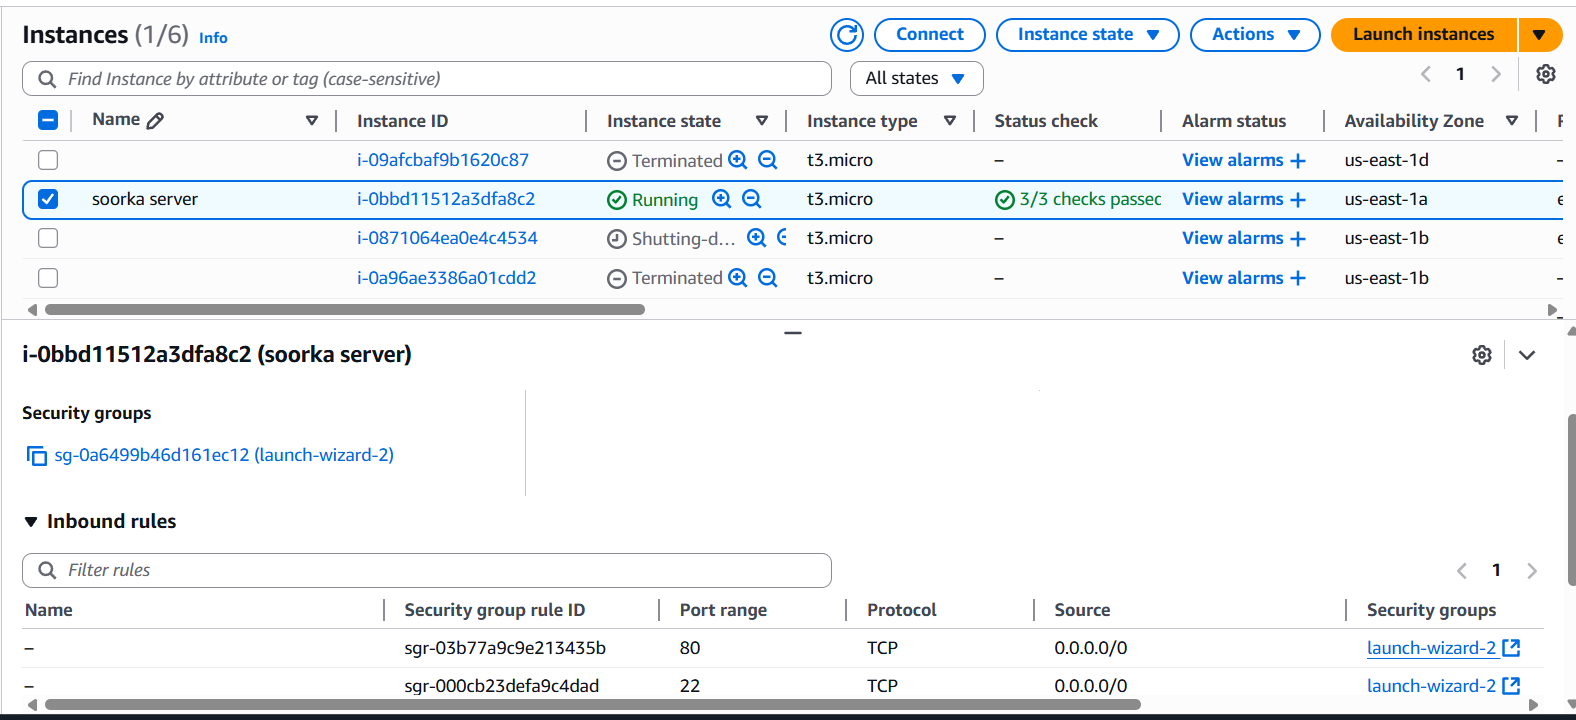 Instances (1/6) Info
Connect Instance state Actions Launch instances
Find Instance by attribute or tag (case-sensitive) All states 1
Name Instance ID Instance state Instance type Status check Alarm status Availability Zone
i-09afcbaf9b1620c87 Terminated t3.micro – View alarms + us-east-1d –
soorka server i-0bbd11512a3dfa8c2 Running t3.micro 3/3 checks passed View alarms + us-east-1a
i-0871064ea0e4c4534 Shutting-d... t3.micro – View alarms + us-east-1b
i-0a96ae3386a01cdd2 Terminated t3.micro – View alarms + us-east-1b –
i-0bbd11512a3dfa8c2 (soorka server)
Security groups
sg-0a6499b46d161ec12 (launch-wizard-2)
Inbound rules
Filter rules 1
Name Security group rule ID Port range Protocol Source Security groups
– sgr-03b77a9c9e213435b 80 TCP 0.0.0.0/0 launch-wizard-2
– sgr-000cb23defa9c4dad 22 TCP 0.0.0.0/0 launch-wizard-2